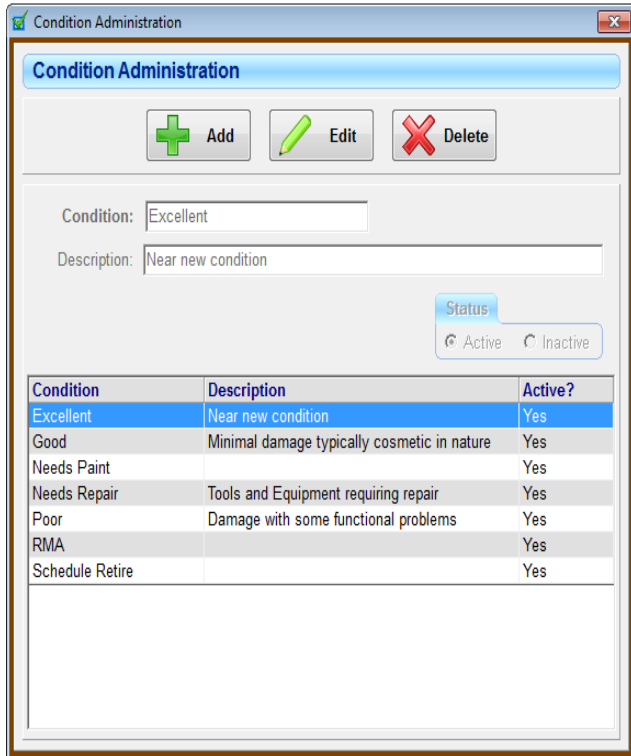 Condition Administration
Condition Administration
Add Edit Delete
Condition: Excellent
Description: Near new condition
Status
Active Inactive
Condition Description Active?
Excellent Near new condition Yes
Good Minimal damage typically cosmetic in nature Yes
Needs Paint Yes
Needs Repair Tools and Equipment requiring repair Yes
Poor Damage with some functional problems Yes
RMA Yes
Schedule Retire Yes